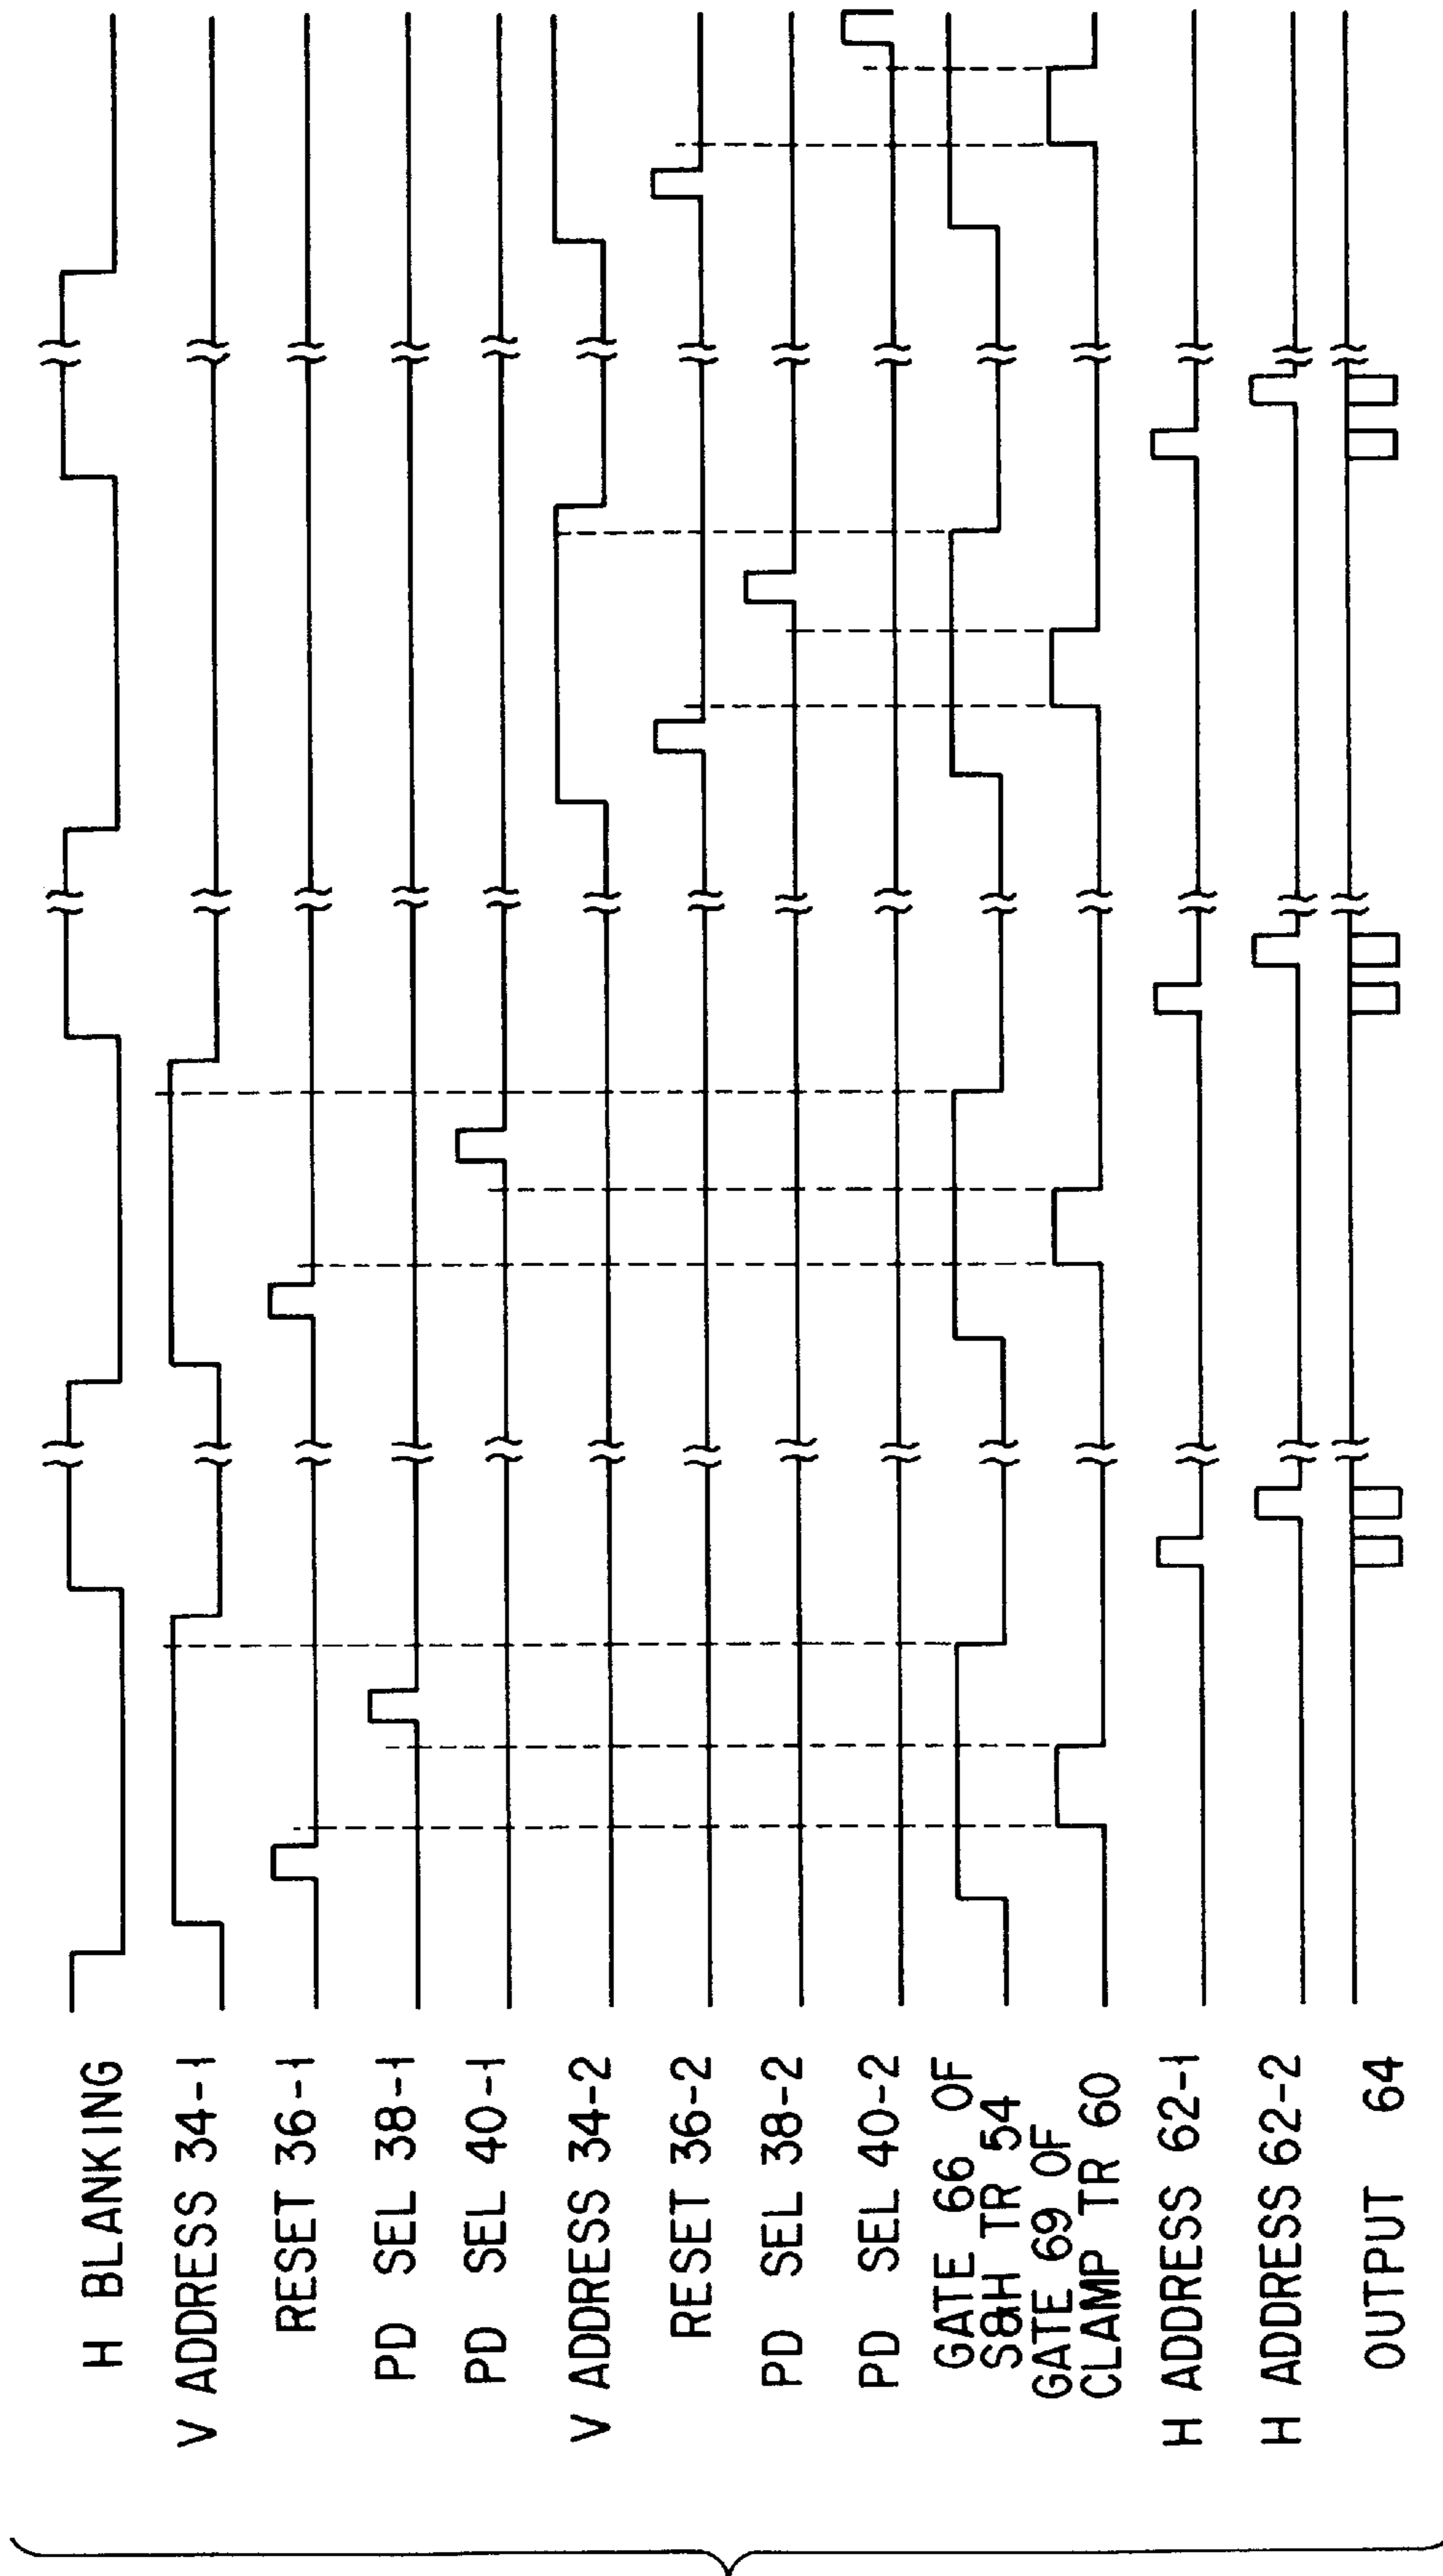 H BLANKING
V ADDRESS 34-1
RESET 36-1
PD SEL 38-1
PD SEL 40-1
V ADDRESS 34-2
RESET 36-2
PD SEL 38-2
PD SEL 40-2
GATE 66 OF
S&H TR 54
GATE 69 OF
CLAMP TR 60
H ADDRESS 62-1
H ADDRESS 62-2
OUTPUT 64